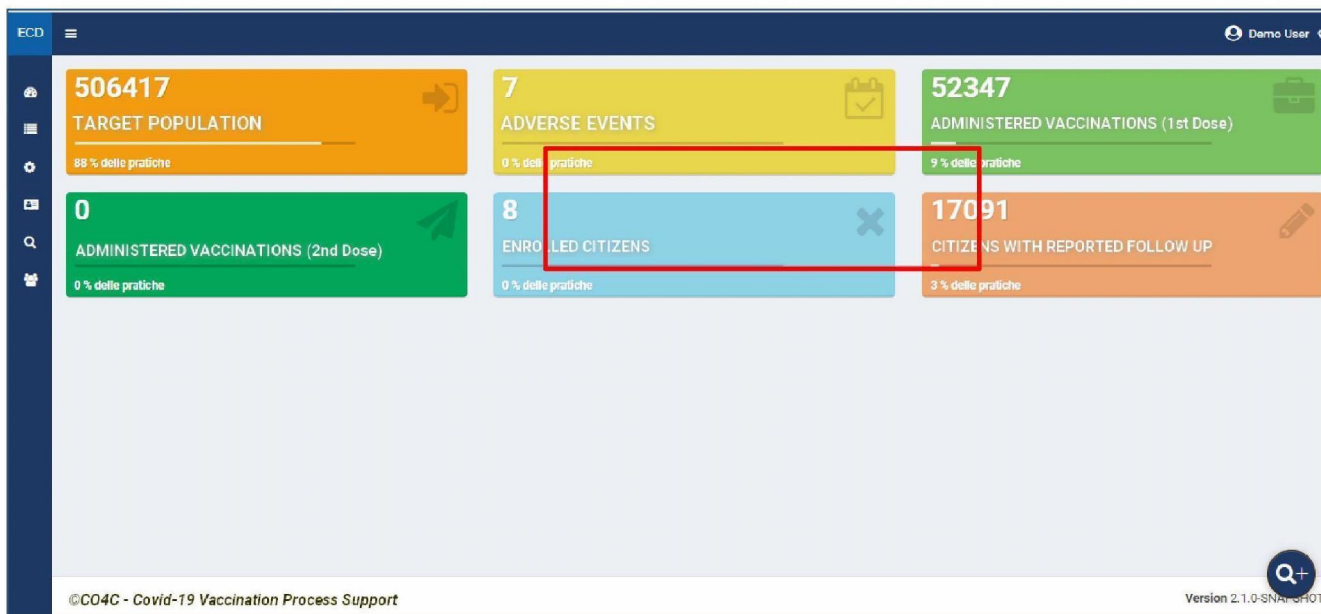 ECD
Demo User
506417
TARGET POPULATION
88 % delle pratiche
7
ADVERSE EVENTS
0 % delle pratiche
52347
ADMINISTERED VACCINATIONS (1st Dose)
9 % delle pratiche
0
ADMINISTERED VACCINATIONS (2nd Dose)
0 % delle pratiche
8
ENROLLED CITIZENS
0 % delle pratiche
17091
CITIZENS WITH REPORTED FOLLOW UP
3 % delle pratiche
©CO4C - Covid-19 Vaccination Process Support
Version 2.1.0-SNAPSHOT